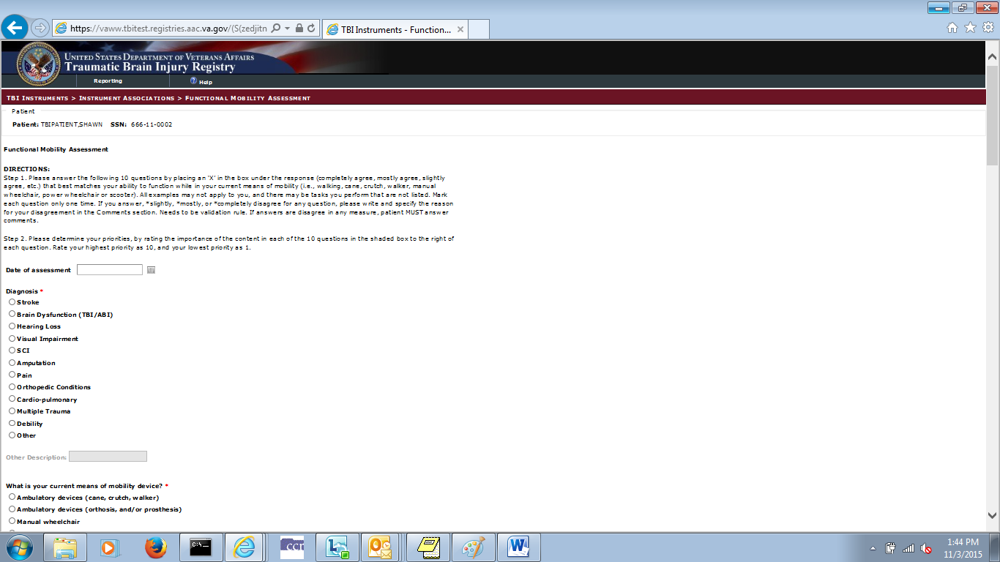 https://vaww.tbitest.registries.aac.va.gov/(S(zedjitn
TBI Instruments - Function...
UNITED STATES DEPARTMENT OF VETERANS AFFAIRS
Traumatic Brain Injury Registry
Reporting
Help
TBI INSTRUMENTS > INSTRUMENT ASSOCIATIONS > FUNCTIONAL MOBILITY ASSESSMENT
Patient
Patient: TBIPATIENT,SHAWN SSN: 666-11-0002
Functional Mobility Assessment
DIRECTIONS:
Step 1. Please answer the following 10 questions by placing an 'X' in the box under the response (completely agree, mostly agree, slightly
agree, etc.) that best matches your ability to function while in your current means of mobility (i.e., walking, cane, crutch, walker, manual
wheelchair, power wheelchair or scooter). All examples may not apply to you, and there may be tasks you perform that are not listed. Mark
each question only one time. If you answer, *slightly, *mostly, or *completely disagree for any question, please write and specify the reason
for your disagreement in the Comments section. Needs to be validation rule. If answers are disagree in any measure, patient MUST answer
comments.
Step 2. Please determine your priorities, by rating the importance of the content in each of the 10 questions in the shaded box to the right of
each question. Rate your highest priority as 10, and your lowest priority as 1.
Date of assessment
Diagnosis *
Stroke
Brain Dysfunction (TBI/ABI)
Hearing Loss
Visual Impairment
SCI
Amputation
Pain
Orthopedic Conditions
Cardio-pulmonary
Multiple Trauma
Debility
Other
Other Description:
What is your current means of mobility device? *
Ambulatory devices (cane, crutch, walker)
Ambulatory devices (orthosis, and/or prosthesis)
Manual wheelchair
C:\
CCT
1:44 PM
11/3/2015